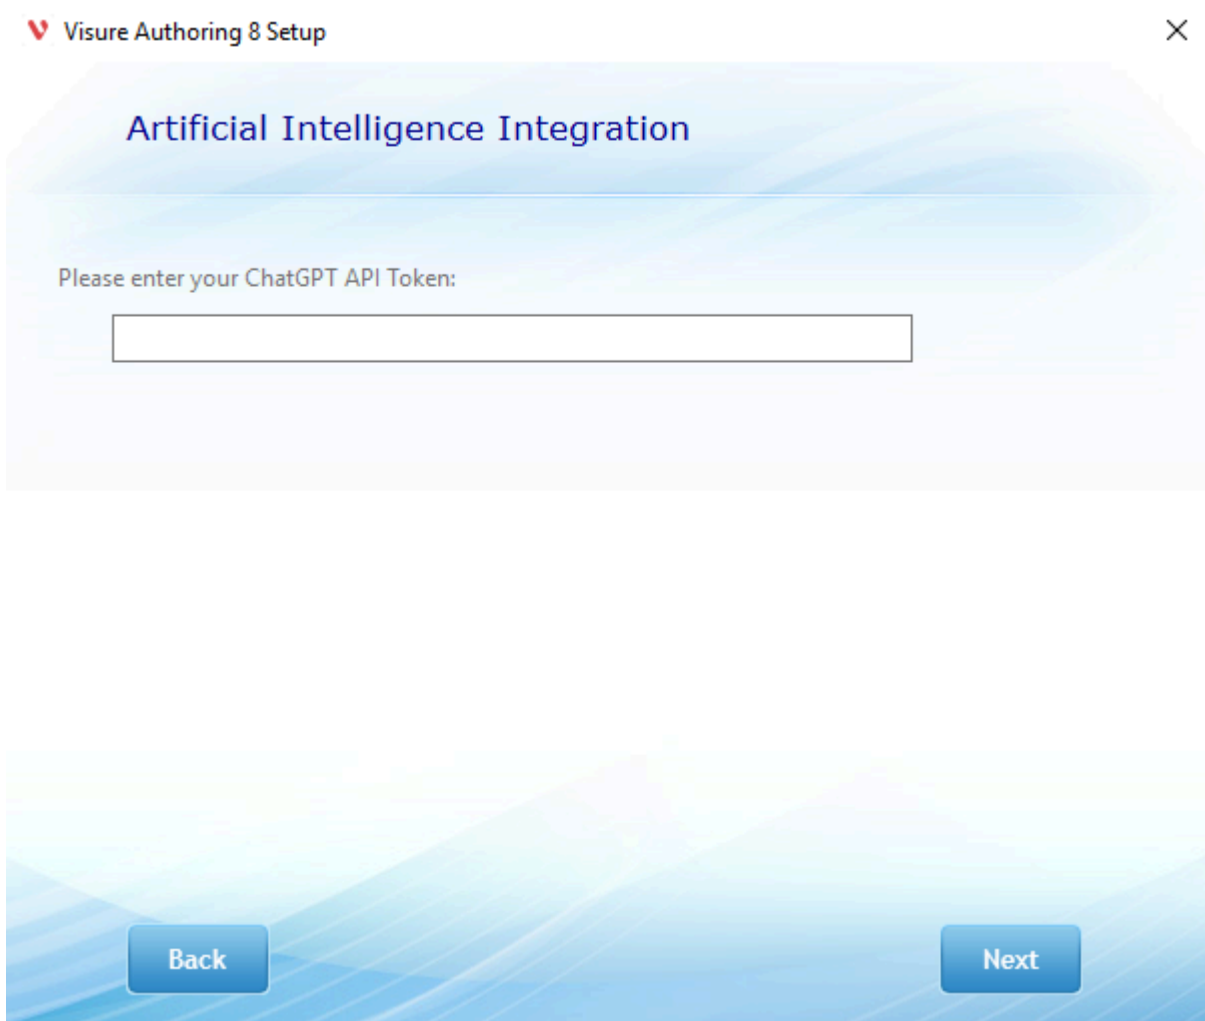 Visure Authoring 8 Setup
Artificial Intelligence Integration
Please enter your ChatGPT API Token:
Back
Next